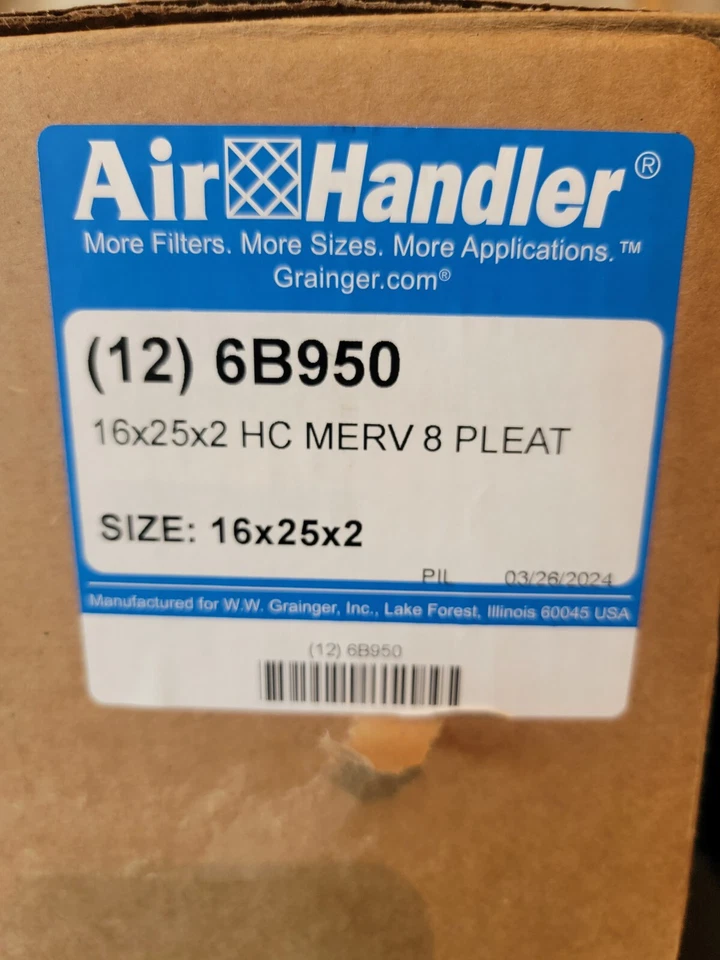 Air Handler®
More Filters. More Sizes. More Applications.™
Grainger.com®
(12) 6B950
16x25x2 HC MERV 8 PLEAT
SIZE: 16x25x2
PIL 03/26/2024
Manufactured for W.W. Grainger, Inc., Lake Forest, Illinois 60045 USA
(12) 6B950